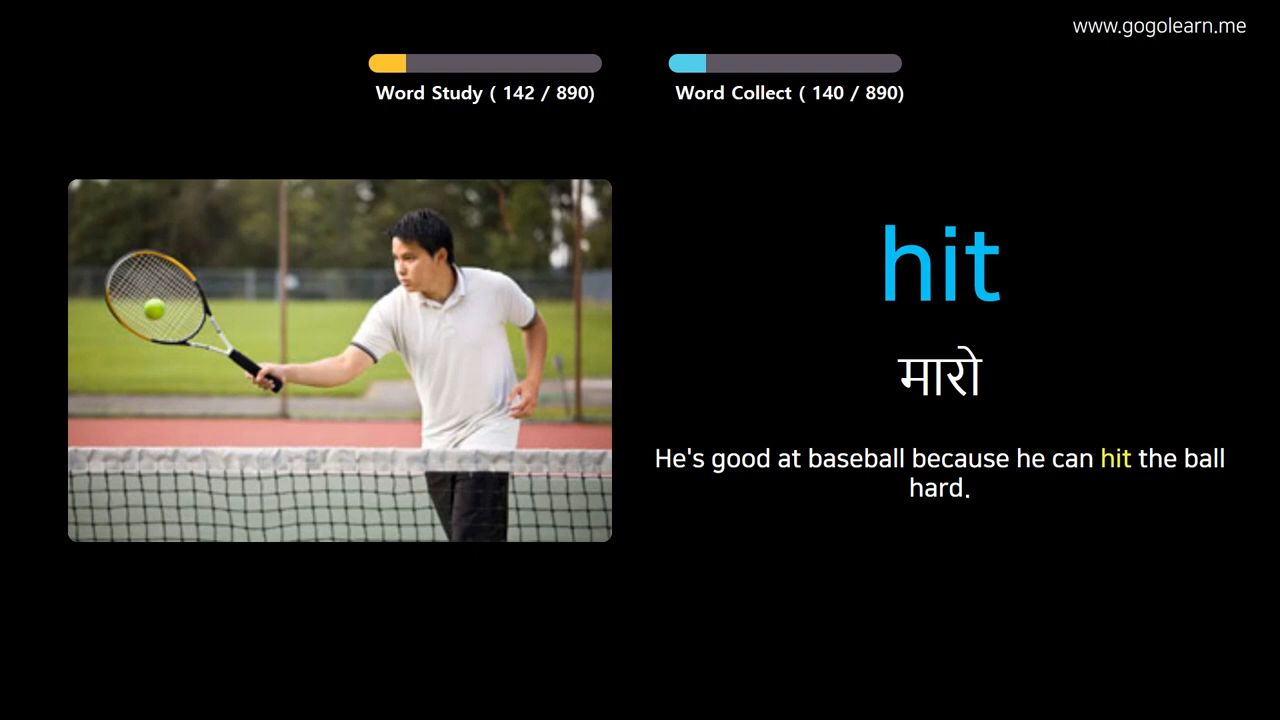 www.gogolearn.me
Word Study ( 142 / 890)
Word Collect ( 140 / 890)
hit
मारो
He's good at baseball because he can hit the ball
hard.